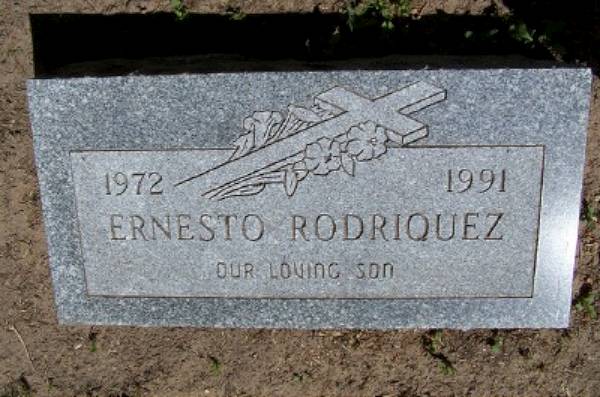 1972 1991
ERNESTO RODRIQUEZ
OUR LOVING SON